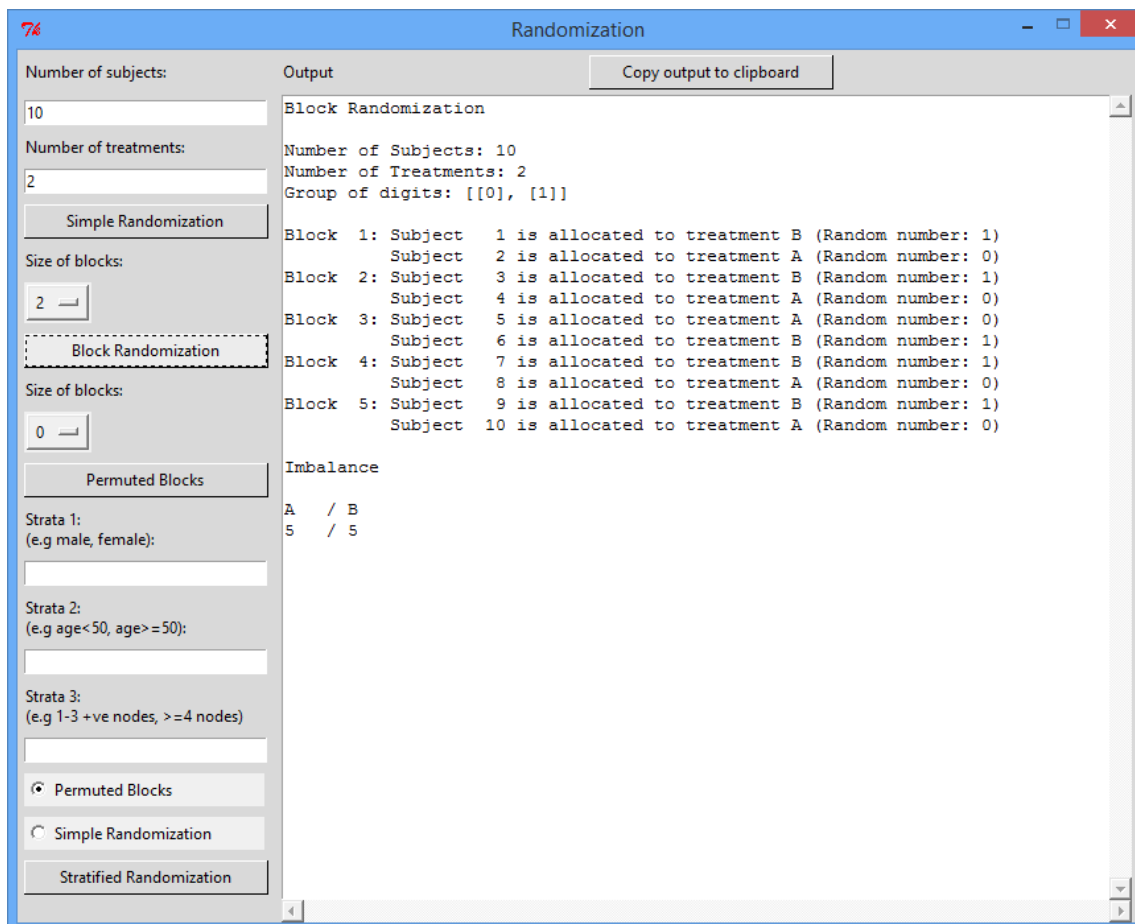 Randomization
Number of subjects:
10
Number of treatments:
2
Simple Randomization
Size of blocks:
2
Block Randomization
Size of blocks:
0
Permuted Blocks
Strata 1:
(e.g male, female):
Strata 2:
(e.g age<50, age>=50):
Strata 3:
(e.g 1-3 +ve nodes, >=4 nodes)
Permuted Blocks
Simple Randomization
Stratified Randomization
Output
Copy output to clipboard
Block Randomization
Number of Subjects: 10
Number of Treatments: 2
Group of digits: [[0], [1]]
Block  1: Subject   1 is allocated to treatment B (Random number: 1)
Subject   2 is allocated to treatment A (Random number: 0)
Block  2: Subject   3 is allocated to treatment B (Random number: 1)
Subject   4 is allocated to treatment A (Random number: 0)
Block  3: Subject   5 is allocated to treatment A (Random number: 0)
Subject   6 is allocated to treatment B (Random number: 1)
Block  4: Subject   7 is allocated to treatment B (Random number: 1)
Subject   8 is allocated to treatment A (Random number: 0)
Block  5: Subject   9 is allocated to treatment B (Random number: 1)
Subject  10 is allocated to treatment A (Random number: 0)
Imbalance
A   / B
5   / 5